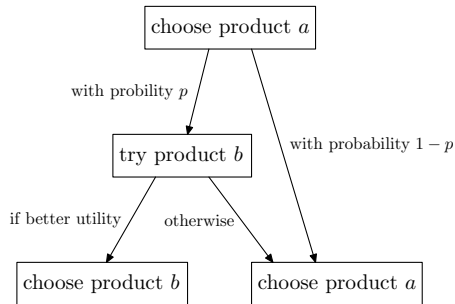 choose product a
with probility p
try product b
with probability 1 − p
if better utility
otherwise
choose product b
choose product a